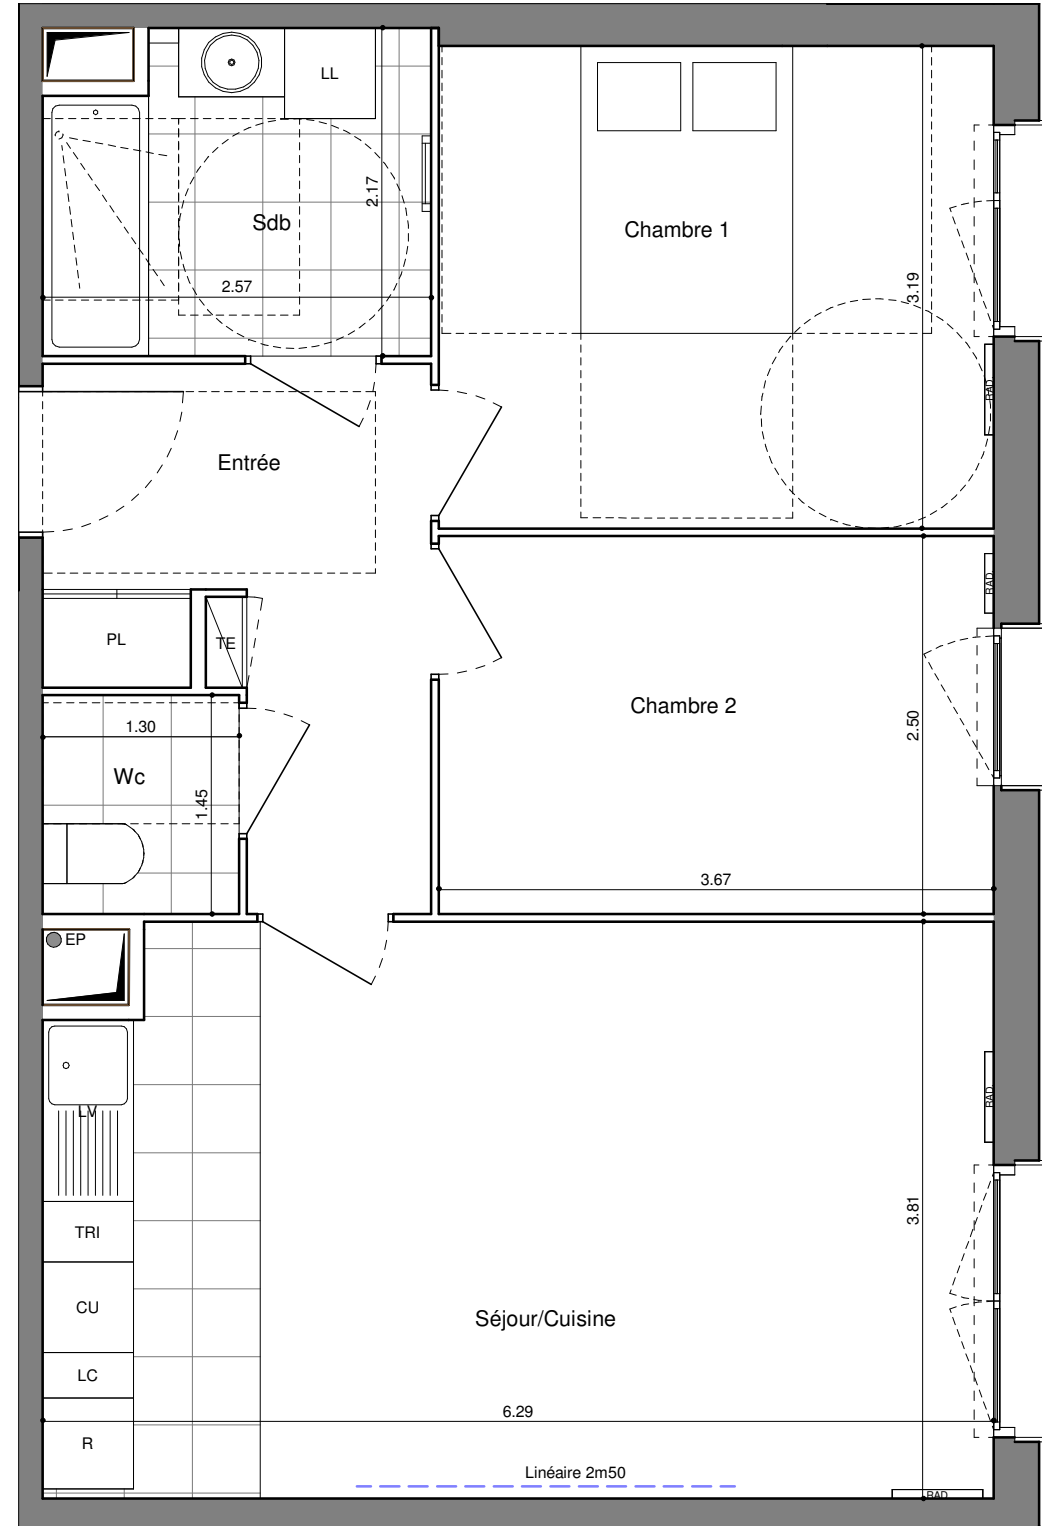 LL
2.17
Sdb
2.57
Chambre 1
3.19
RAD
Entrée
RAD
PL
TE
Chambre 2
2.50
1.30
Wc
1.45
3.67
EP
LV
RAD
TRI
3.81
CU
Séjour/Cuisine
LC
6.29
R
Linéaire 2m50
RAD